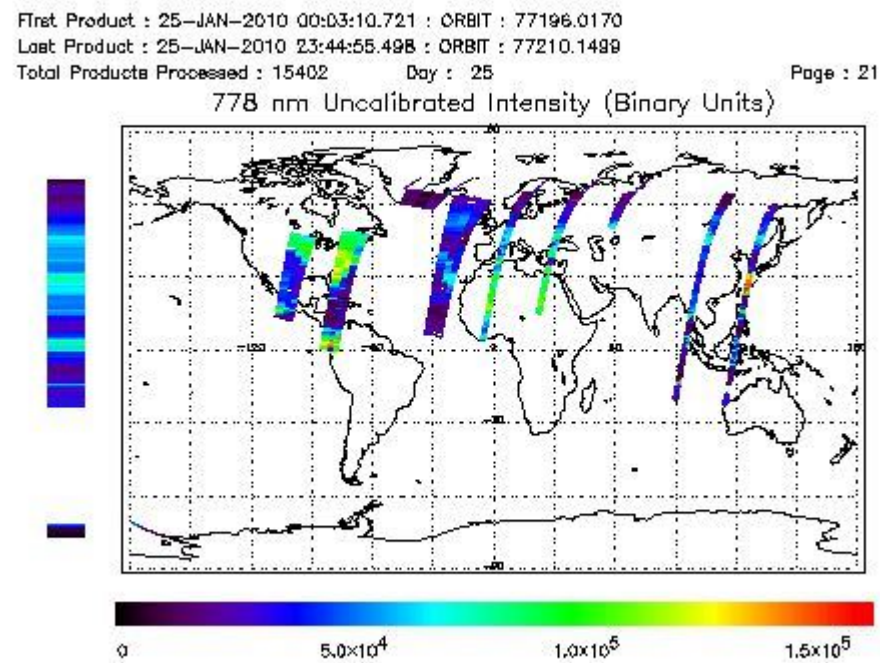 First Product : 25-JAN-2010 00:03:10.721 : ORBIT : 77196.0170
Last Product : 25-JAN-2010 23:44:55.498 : ORBIT : 77210.1499
Total Products Processed : 15402 Day : 25 Page : 21
778 nm Uncalibrated Intensity (Binary Units)
-120
0 5.0×10⁴ 1.0×10⁵ 1.5×10⁵